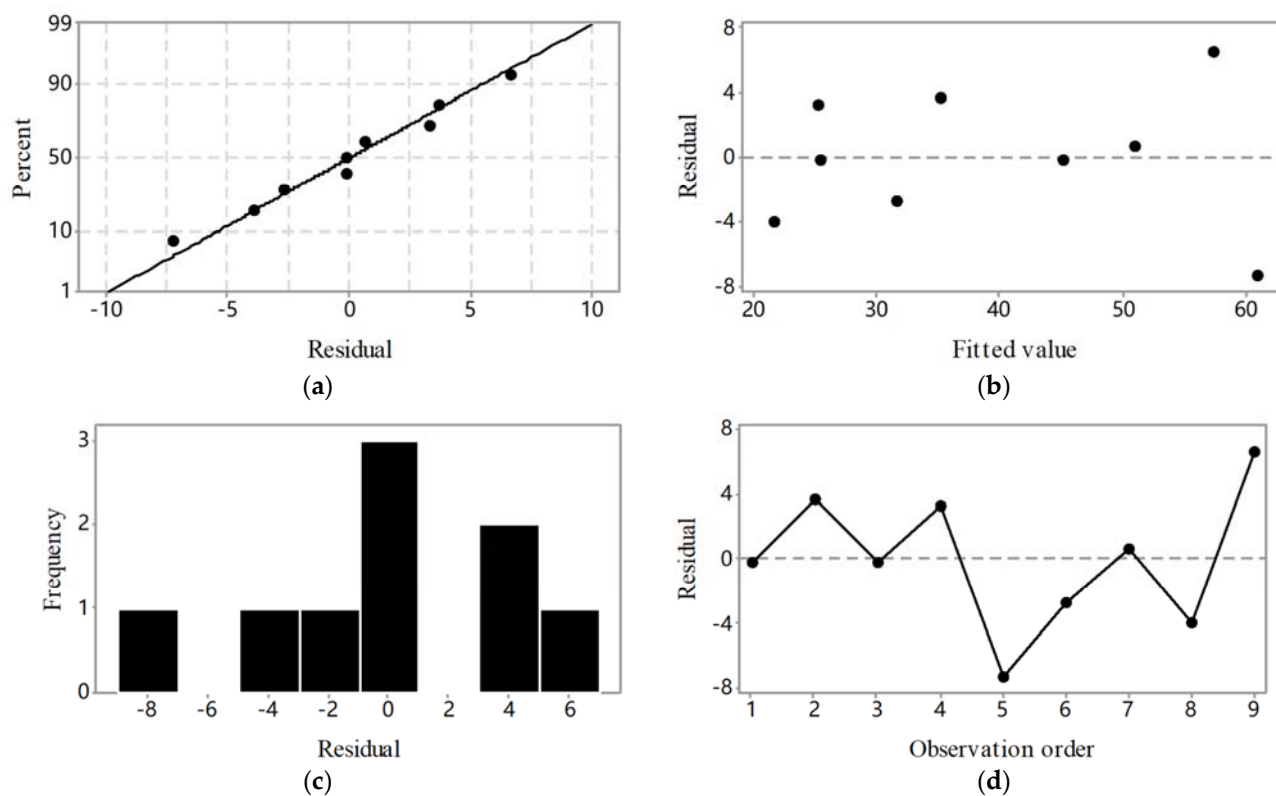 99
90
50
10
1
Percent
-10 -5 0 5 10
Residual
(a)
8
4
0
-4
-8
Residual
20 30 40 50 60
Fitted value
(b)
3
2
1
0
Frequency
-8 -6 -4 -2 0 2 4 6
Residual
(c)
8
4
0
-4
-8
Residual
1 2 3 4 5 6 7 8 9
Observation order
(d)